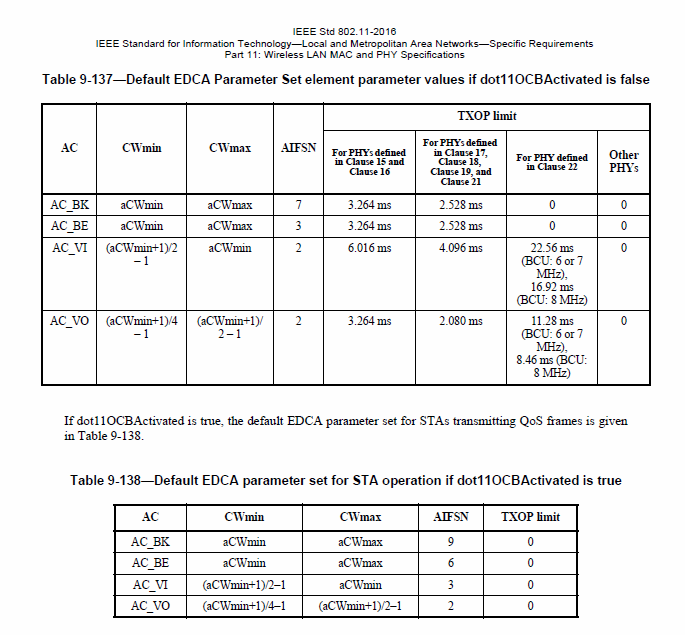 IEEE Std 802.11-2016
IEEE Standard for Information Technology—Local and Metropolitan Area Networks—Specific Requirements
Part 11: Wireless LAN MAC and PHY Specifications
Table 9-137—Default EDCA Parameter Set element parameter values if dot11OCBActivated is false
AC CWmin CWmax AIFSN TXOP limit
For PHYs defined in Clause 15 and Clause 16
For PHYs defined in Clause 17, Clause 18, Clause 19, and Clause 21
For PHY defined in Clause 22
Other PHYs
AC_BK aCWmin aCWmax 7 3.264 ms 2.528 ms 0 0
AC_BE aCWmin aCWmax 3 3.264 ms 2.528 ms 0 0
AC_VI (aCWmin+1)/2 – 1 aCWmin 2 6.016 ms 4.096 ms 22.56 ms (BCU: 6 or 7 MHz), 16.92 ms (BCU: 8 MHz) 0
AC_VO (aCWmin+1)/4 – 1 (aCWmin+1)/ 2 – 1 2 3.264 ms 2.080 ms 11.28 ms (BCU: 6 or 7 MHz), 8.46 ms (BCU: 8 MHz) 0
If dot11OCBActivated is true, the default EDCA parameter set for STAs transmitting QoS frames is given
in Table 9-138.
Table 9-138—Default EDCA parameter set for STA operation if dot11OCBActivated is true
AC CWmin CWmax AIFSN TXOP limit
AC_BK aCWmin aCWmax 9 0
AC_BE aCWmin aCWmax 6 0
AC_VI (aCWmin+1)/2–1 aCWmin 3 0
AC_VO (aCWmin+1)/4–1 (aCWmin+1)/2–1 2 0